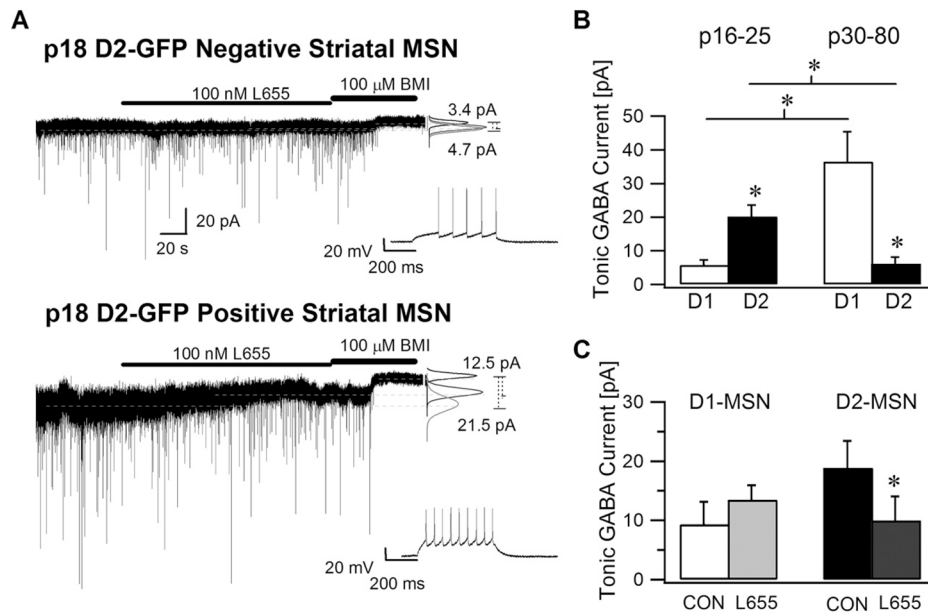 A
p18 D2-GFP Negative Striatal MSN
100 nM L655
100 μM BMI
3.4 pA
4.7 pA
20 pA
20 s
20 mV
200 ms
p18 D2-GFP Positive Striatal MSN
100 nM L655
100 μM BMI
12.5 pA
21.5 pA
20 mV
200 ms
B
p16-25 p30-80
*
*
Tonic GABA Current [pA]
50
40
30
20
10
0
*
*
D1 D2 D1 D2
C
D1-MSN D2-MSN
Tonic GABA Current [pA]
30
20
10
0
*
CON L655 CON L655